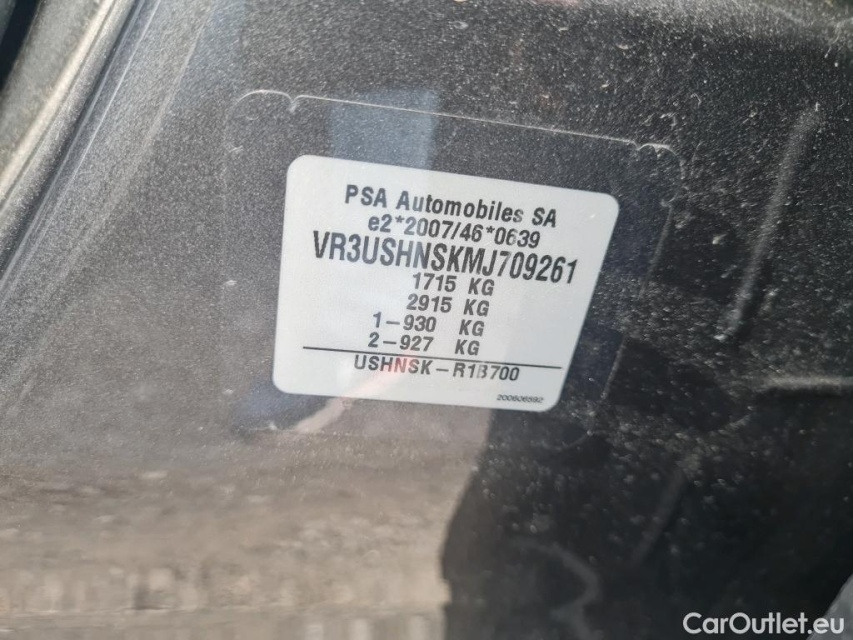 PSA Automobiles SA
e2*2007/46*0639
VR3USHNSKMJ709261
1715 KG
2915 KG
1-930 KG
2-927 KG
USHNSK-R1B700
200606592
CarOutlet.eu